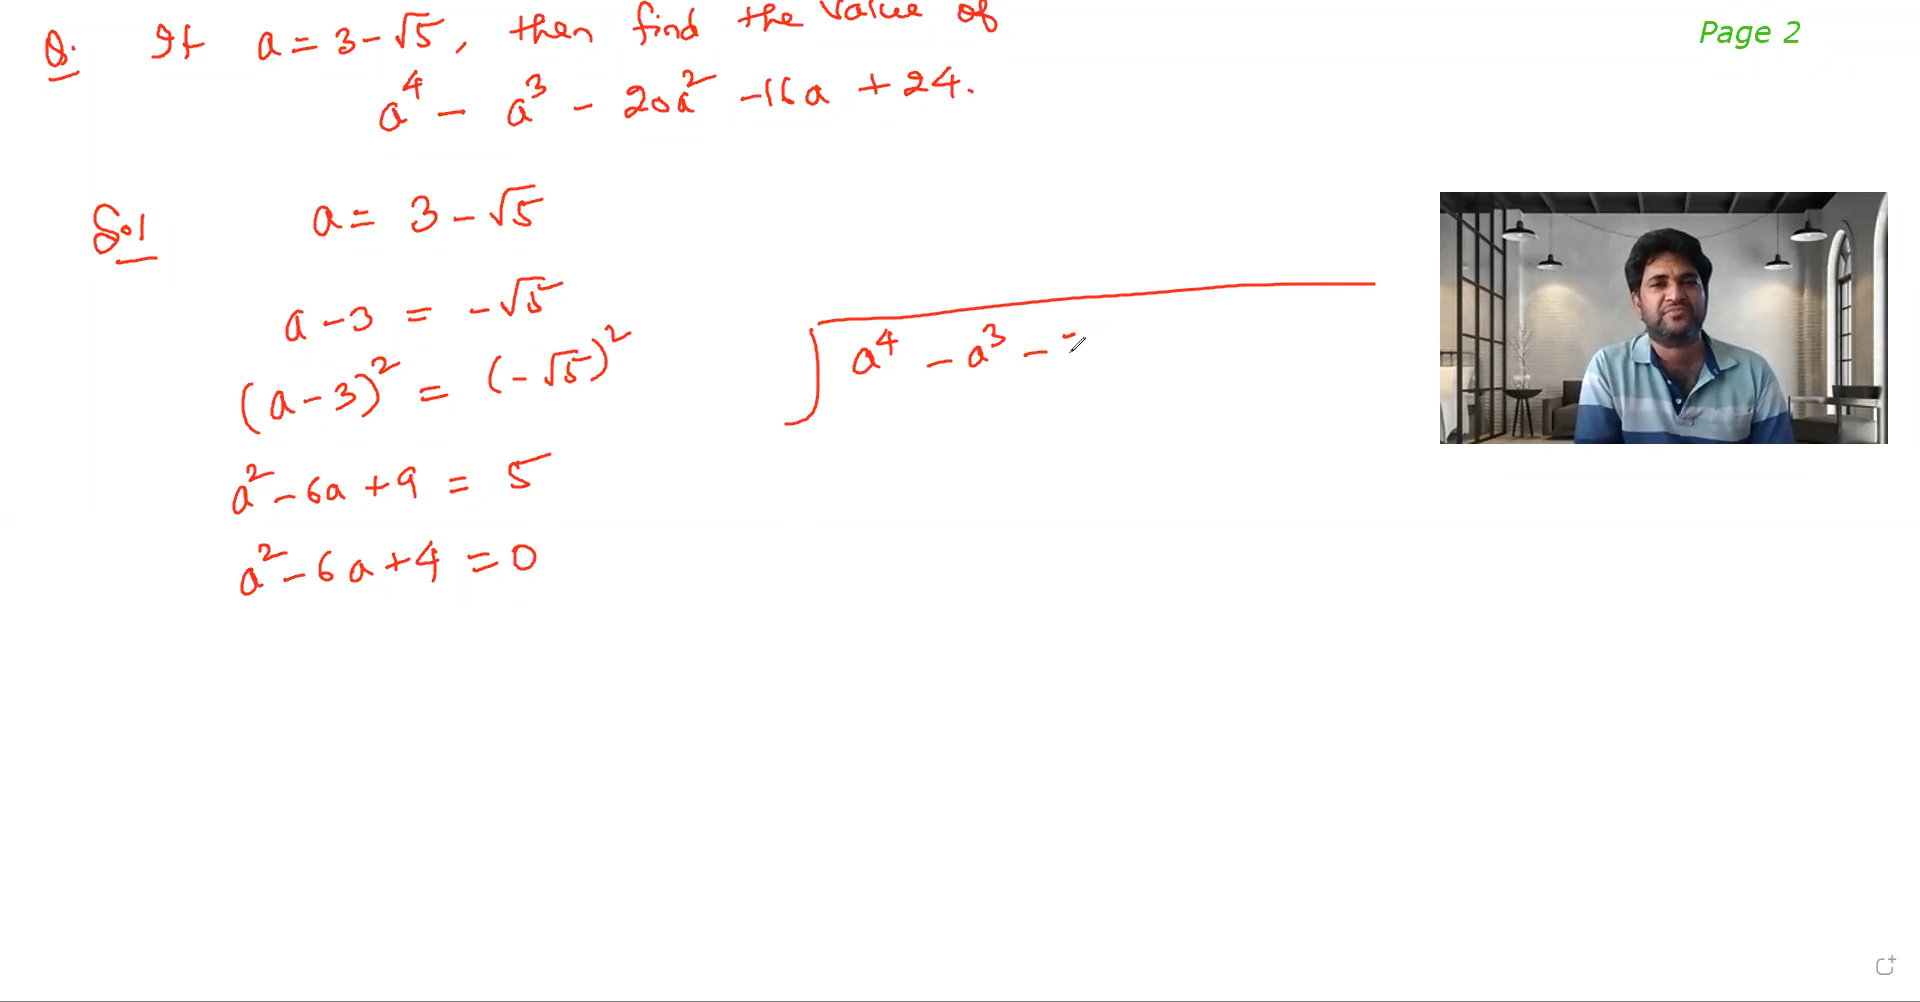 Page 2
Q. If a = 3 - √5, then find the value of
a⁴ - a³ - 20a² - 16a + 24.
Sol a = 3 - √5
a - 3 = - √5
(a - 3)² = (- √5)²
a² - 6a + 9 = 5
a² - 6a + 4 = 0
a⁴ - a³ -